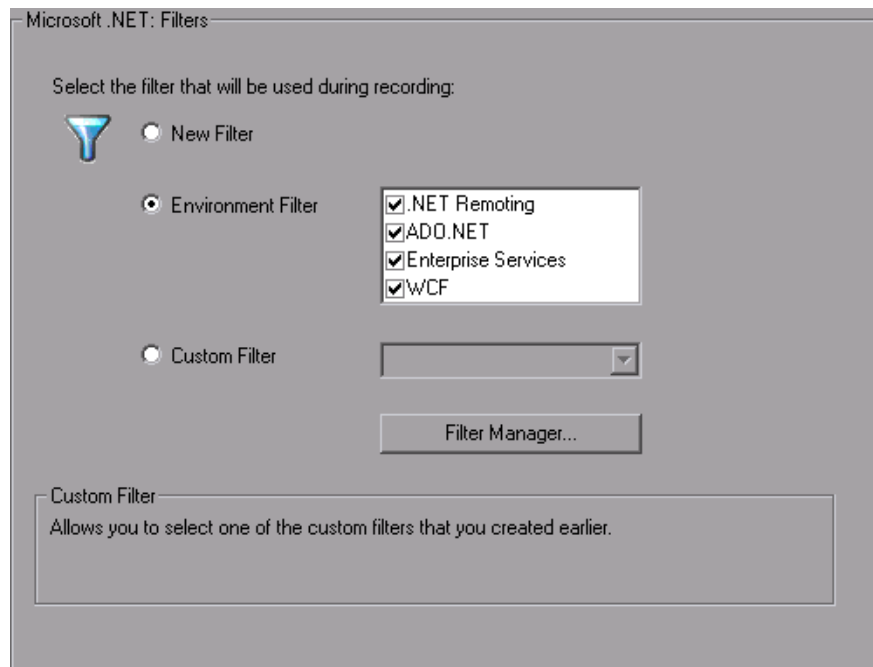 Microsoft .NET: Filters
Select the filter that will be used during recording:
New Filter
Environment Filter
.NET Remoting
ADO.NET
Enterprise Services
WCF
Custom Filter
Filter Manager...
Custom Filter
Allows you to select one of the custom filters that you created earlier.